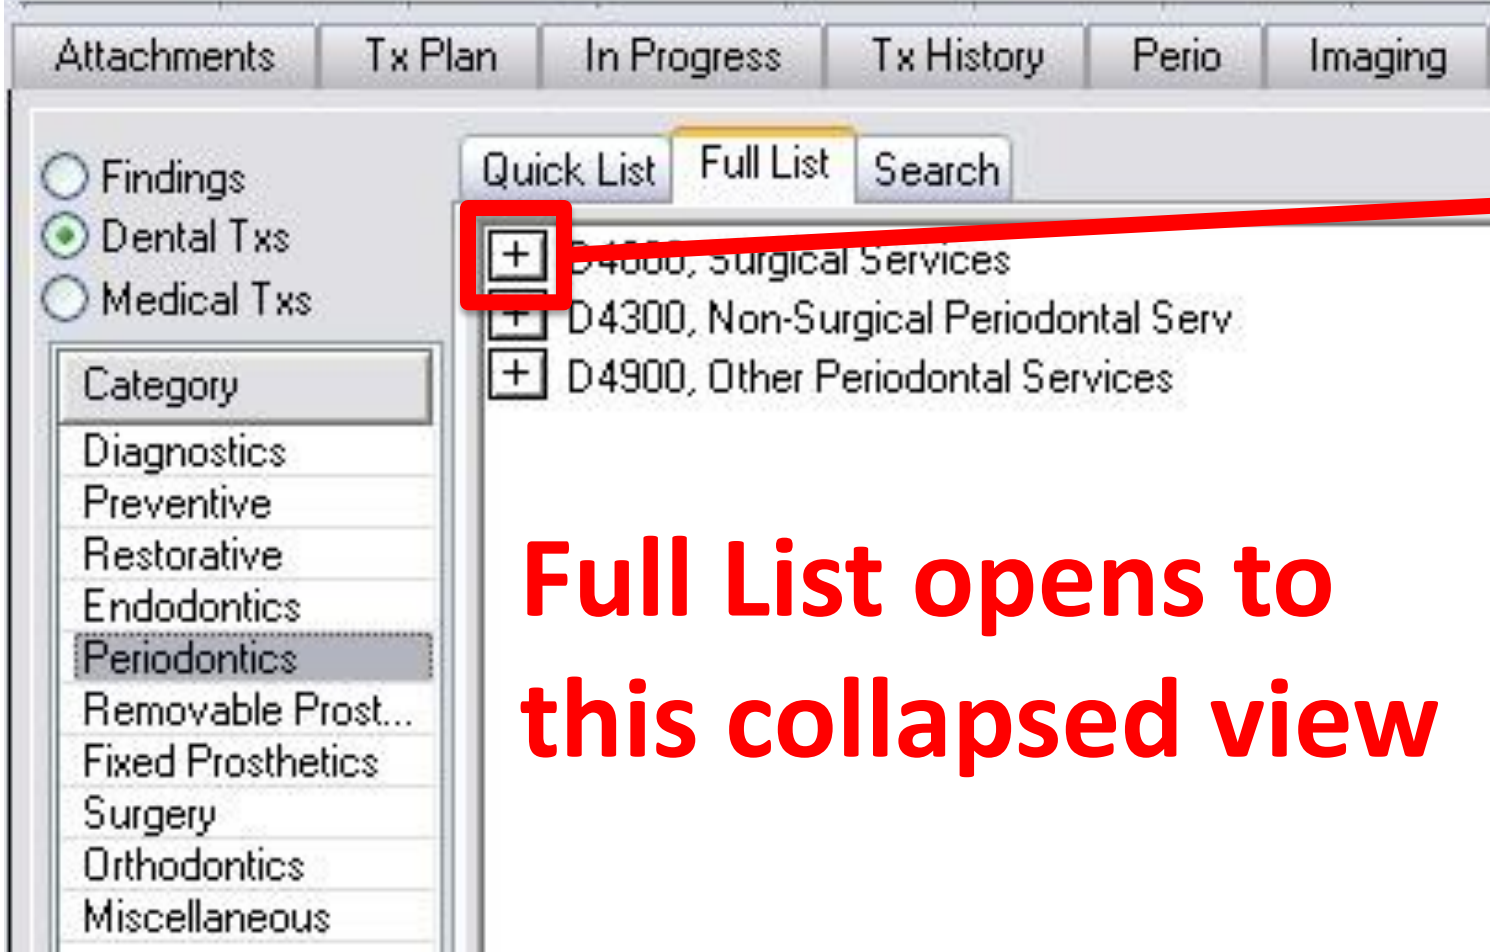 Attachments Tx Plan In Progress Tx History Perio Imaging
Findings
Dental Txs
Medical Txs
Quick List Full List Search
D4000, Surgical Services
D4300, Non-Surgical Periodontal Serv
D4900, Other Periodontal Services
Category
Diagnostics
Preventive
Restorative
Endodontics
Periodontics
Removable Prost...
Fixed Prosthetics
Surgery
Orthodontics
Miscellaneous
Full List opens to
this collapsed view